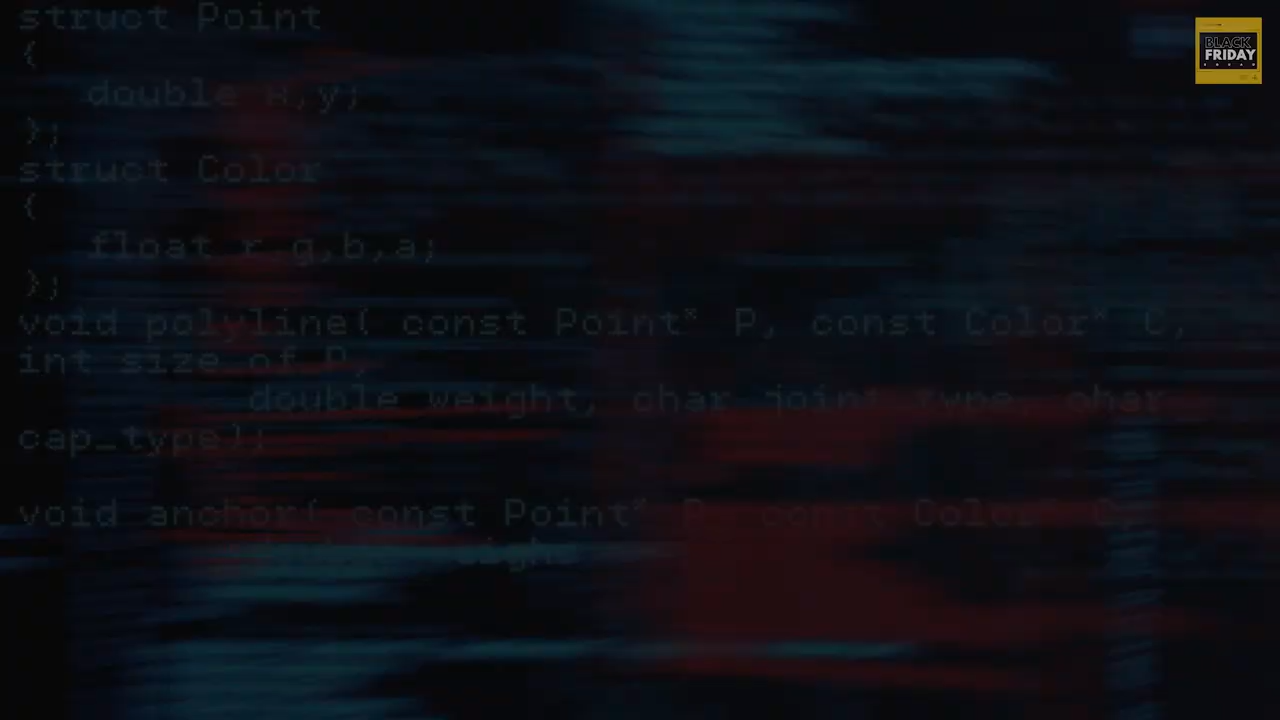 struct Point
{
double x,y;
};
struct Color
{
float r,g,b,a;
};
void polyline( const Point* P, const Color* C,
int size_of_P,
double weight, char joint_type, char
cap_type);
void anchor( const Point* P, const Color* C,
BLACK
FRIDAY